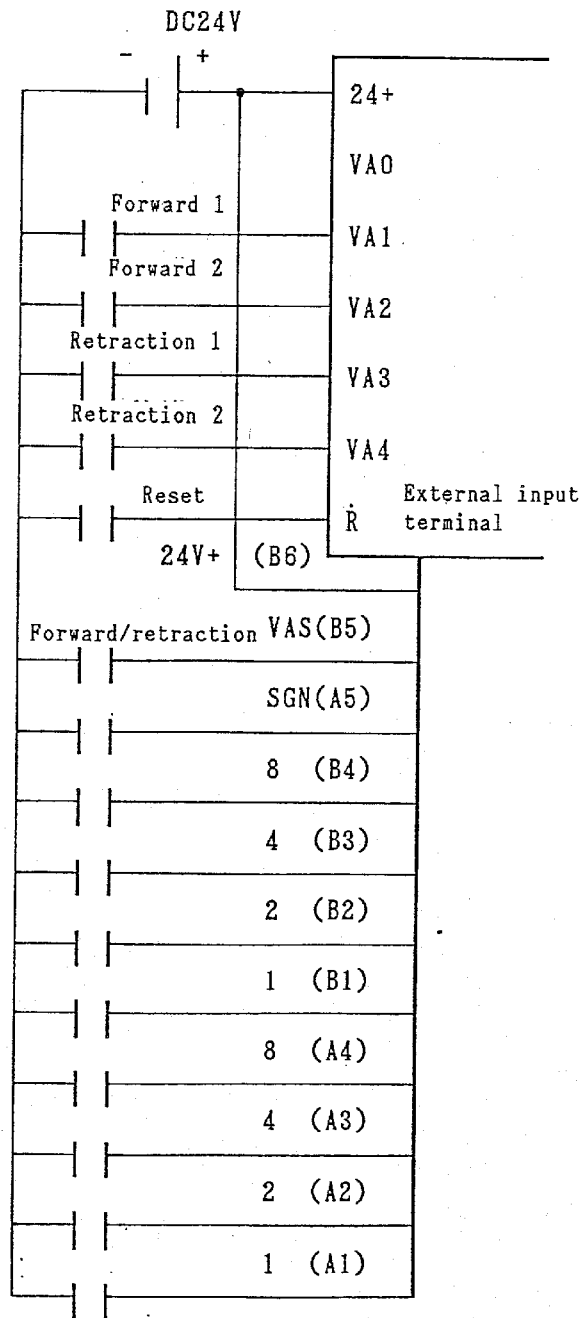 DC24V
- +
24+
VA0
Forward 1
VA1
Forward 2
VA2
Retraction 1
VA3
Retraction 2
VA4
Reset
Ṙ
External input
terminal
24V+ (B6)
Forward/retraction VAS(B5)
SGN(A5)
8 (B4)
4 (B3)
2 (B2)
1 (B1)
8 (A4)
4 (A3)
2 (A2)
1 (A1)